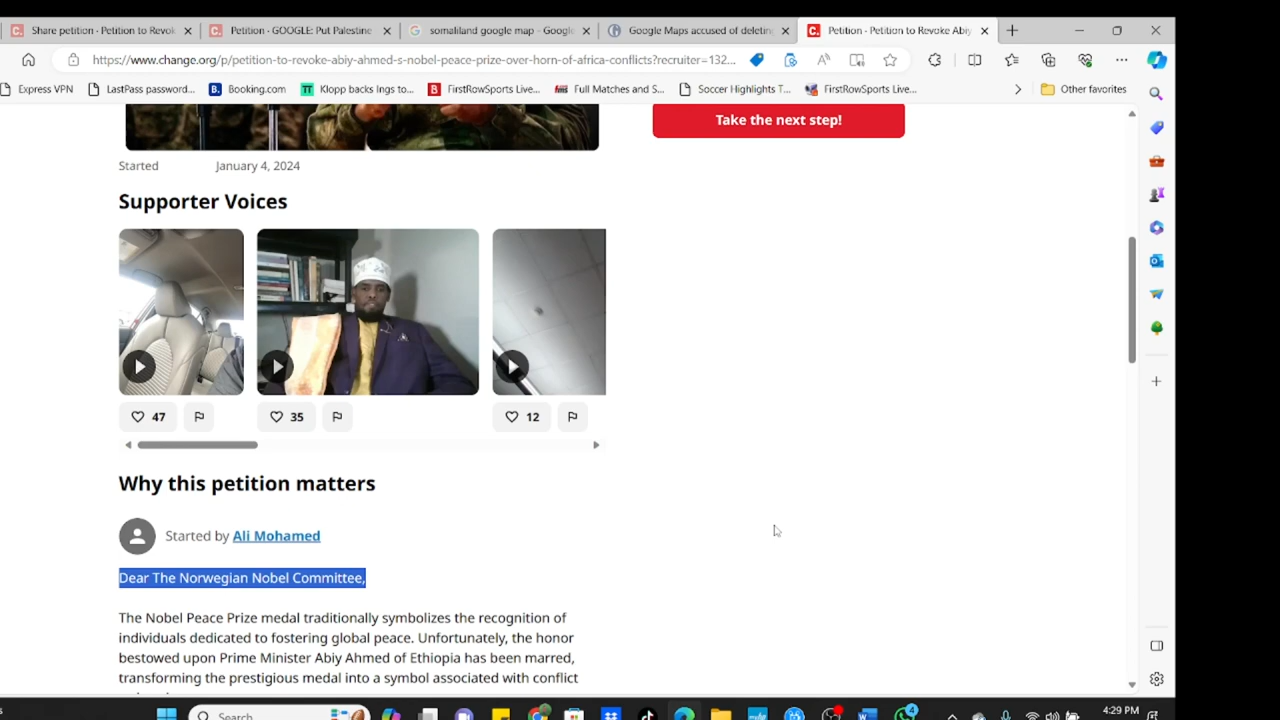 Share petition · Petition to Revok
Petition · GOOGLE: Put Palestine
somaliland google map - Google
Google Maps accused of deleting
Petition · Petition to Revoke Abiy
https://www.change.org/p/petition-to-revoke-abiy-ahmed-s-nobel-peace-prize-over-horn-of-africa-conflicts?recruiter=132...
Express VPN
LastPass password...
Booking.com
Klopp backs Ings to...
FirstRowSports Live...
Full Matches and S...
Soccer Highlights T...
FirstRowSports Live...
Other favorites
Take the next step!
Started January 4, 2024
Supporter Voices
47
35
12
Why this petition matters
Started by Ali Mohamed
Dear The Norwegian Nobel Committee,
The Nobel Peace Prize medal traditionally symbolizes the recognition of
individuals dedicated to fostering global peace. Unfortunately, the honor
bestowed upon Prime Minister Abiy Ahmed of Ethiopia has been marred,
transforming the prestigious medal into a symbol associated with conflict
Search
4
4:29 PM